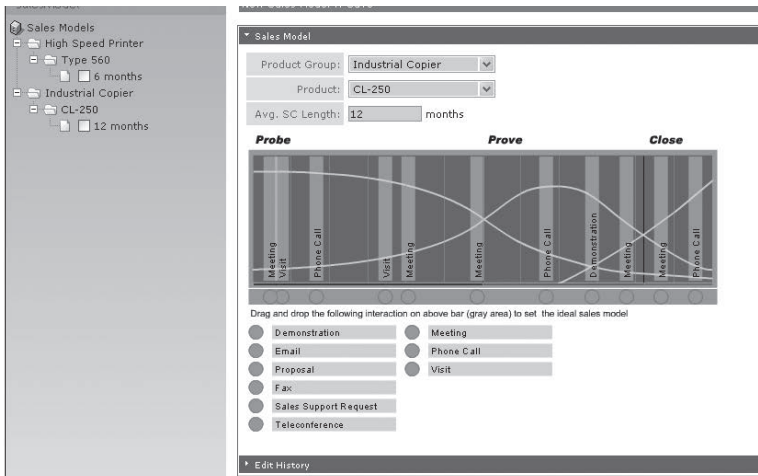 Sales Models
High Speed Printer
Type 560
6 months
Industrial Copier
CL-250
12 months
Sales Model
Product Group: Industrial Copier
Product: CL-250
Avg. SC Length: 12 months
Probe Prove Close
Meeting
Visit
Phone Call
Visit
Meeting
Meeting
Phone Call
Demonstration
Meeting
Meeting
Phone Call
Drag and drop the following interaction on above bar (gray area) to set the ideal sales model
Demonstration
Meeting
Email
Phone Call
Proposal
Visit
Fax
Sales Support Request
Teleconference
Edit History